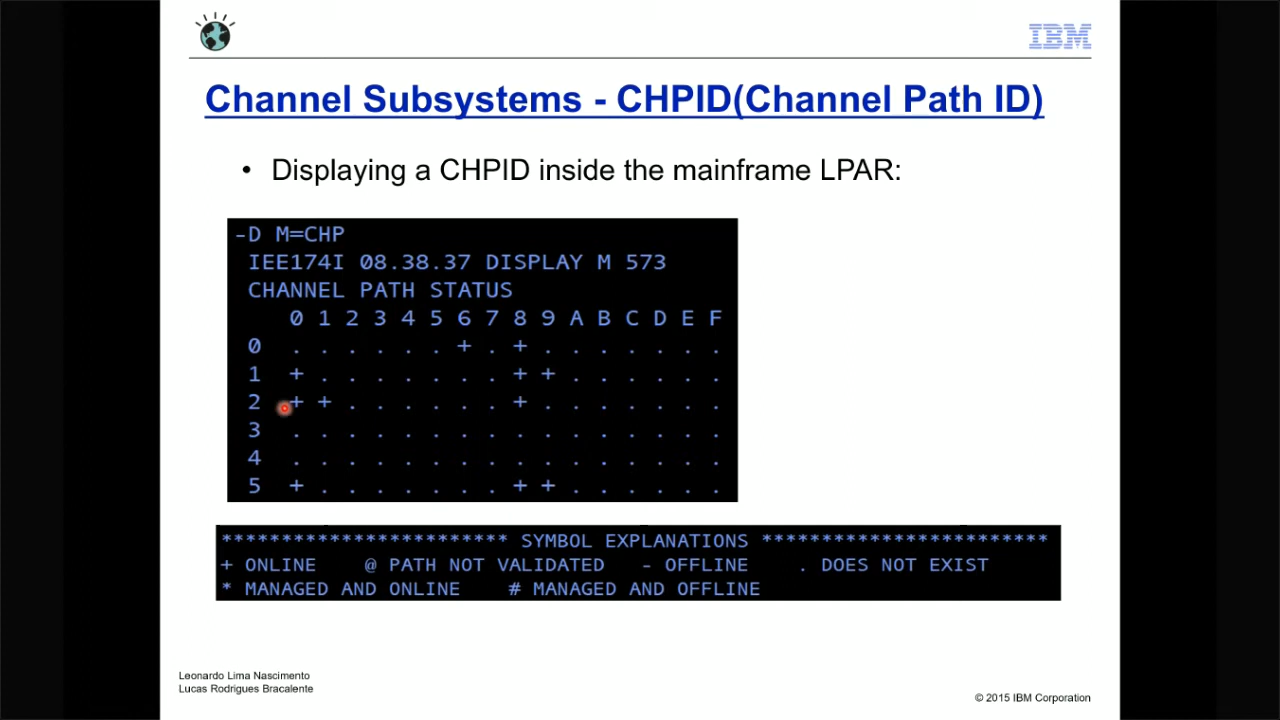 IBM
Channel Subsystems - CHPID(Channel Path ID)
• Displaying a CHPID inside the mainframe LPAR:
-D M=CHP
IEE174I 08.38.37 DISPLAY M 573
CHANNEL PATH STATUS
0 1 2 3 4 5 6 7 8 9 A B C D E F
0 . . . . . . + . + . . . . . . .
1 + . . . . . . . + + . . . . . .
2 + + . . . . . . + . . . . . . .
3 . . . . . . . . . . . . . . . .
4 . . . . . . . . . . . . . . . .
5 + . . . . . . . + + . . . . . .
************************ SYMBOL EXPLANATIONS ************************
+ ONLINE @ PATH NOT VALIDATED - OFFLINE . DOES NOT EXIST
* MANAGED AND ONLINE # MANAGED AND OFFLINE
Leonardo Lima Nascimento
Lucas Rodrigues Bracalente
© 2015 IBM Corporation